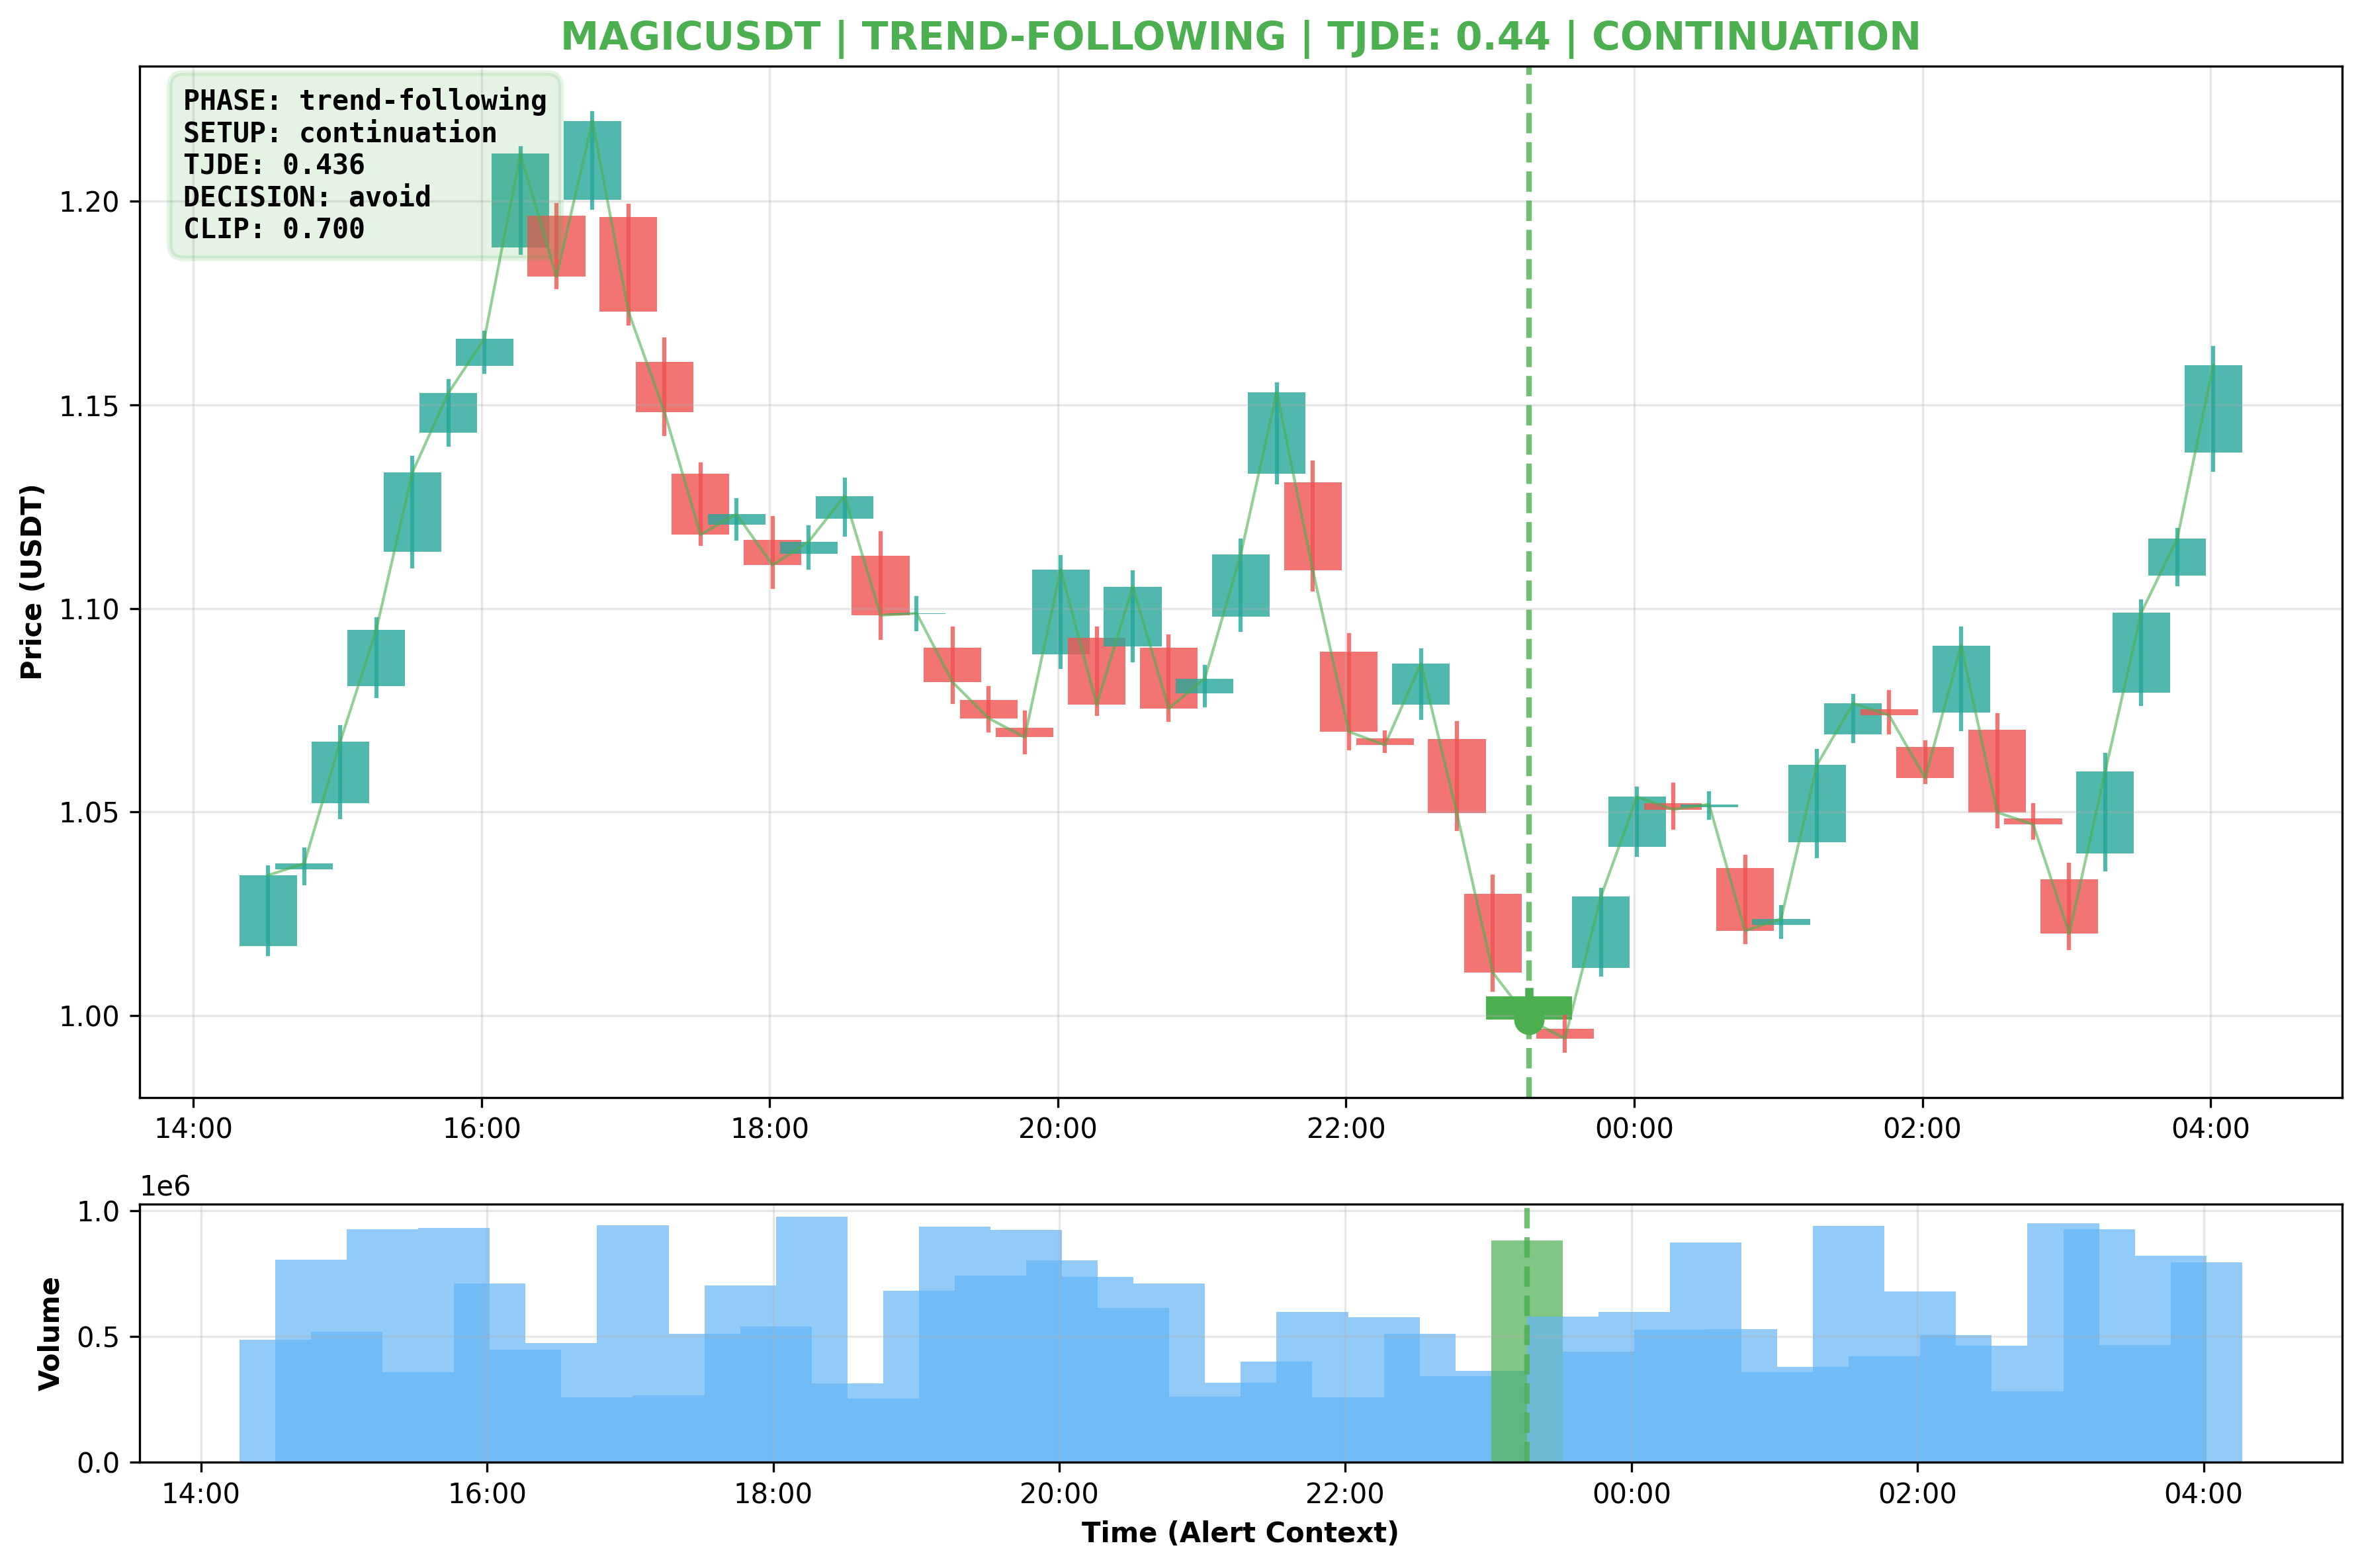 MAGICUSDT | TREND-FOLLOWING | TJDE: 0.44 | CONTINUATION
PHASE: trend-following
SETUP: continuation
TJDE: 0.436
DECISION: avoid
CLIP: 0.700
Price (USDT)
1.20
1.15
1.10
1.05
1.00
14:00 16:00 18:00 20:00 22:00 00:00 02:00 04:00
1e6
Volume
1.0
0.5
0.0
14:00 16:00 18:00 20:00 22:00 00:00 02:00 04:00
Time (Alert Context)